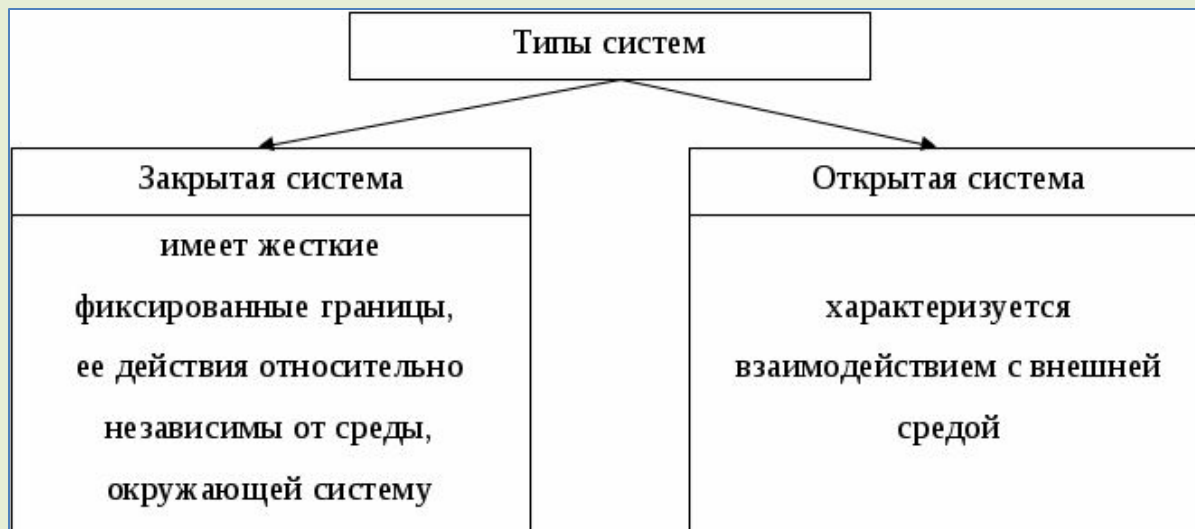 Типы систем
Закрытая система
имеет жесткие
фиксированные границы,
ее действия относительно
независимы от среды,
окружающей систему
Открытая система
характеризуется
взаимодействием с внешней
средой